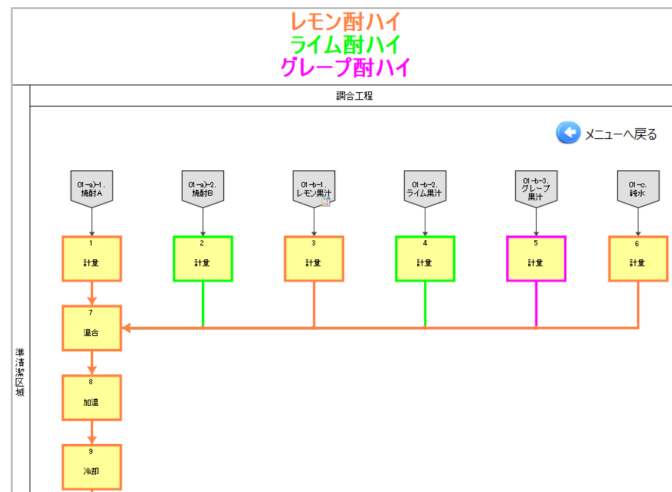 レモン酎ハイ
ライム酎ハイ
グレープ酎ハイ
調合工程
メニューへ戻る
01-a)-1.
焼酎A
01-a)-2.
焼酎B
01-b-1.
レモン果汁
01-b-2.
ライム果汁
01-b-3.
グレープ
果汁
01-c.
純水
1
計量
2
計量
3
計量
4
計量
5
計量
6
計量
7
混合
準清潔区域
8
加温
9
冷却